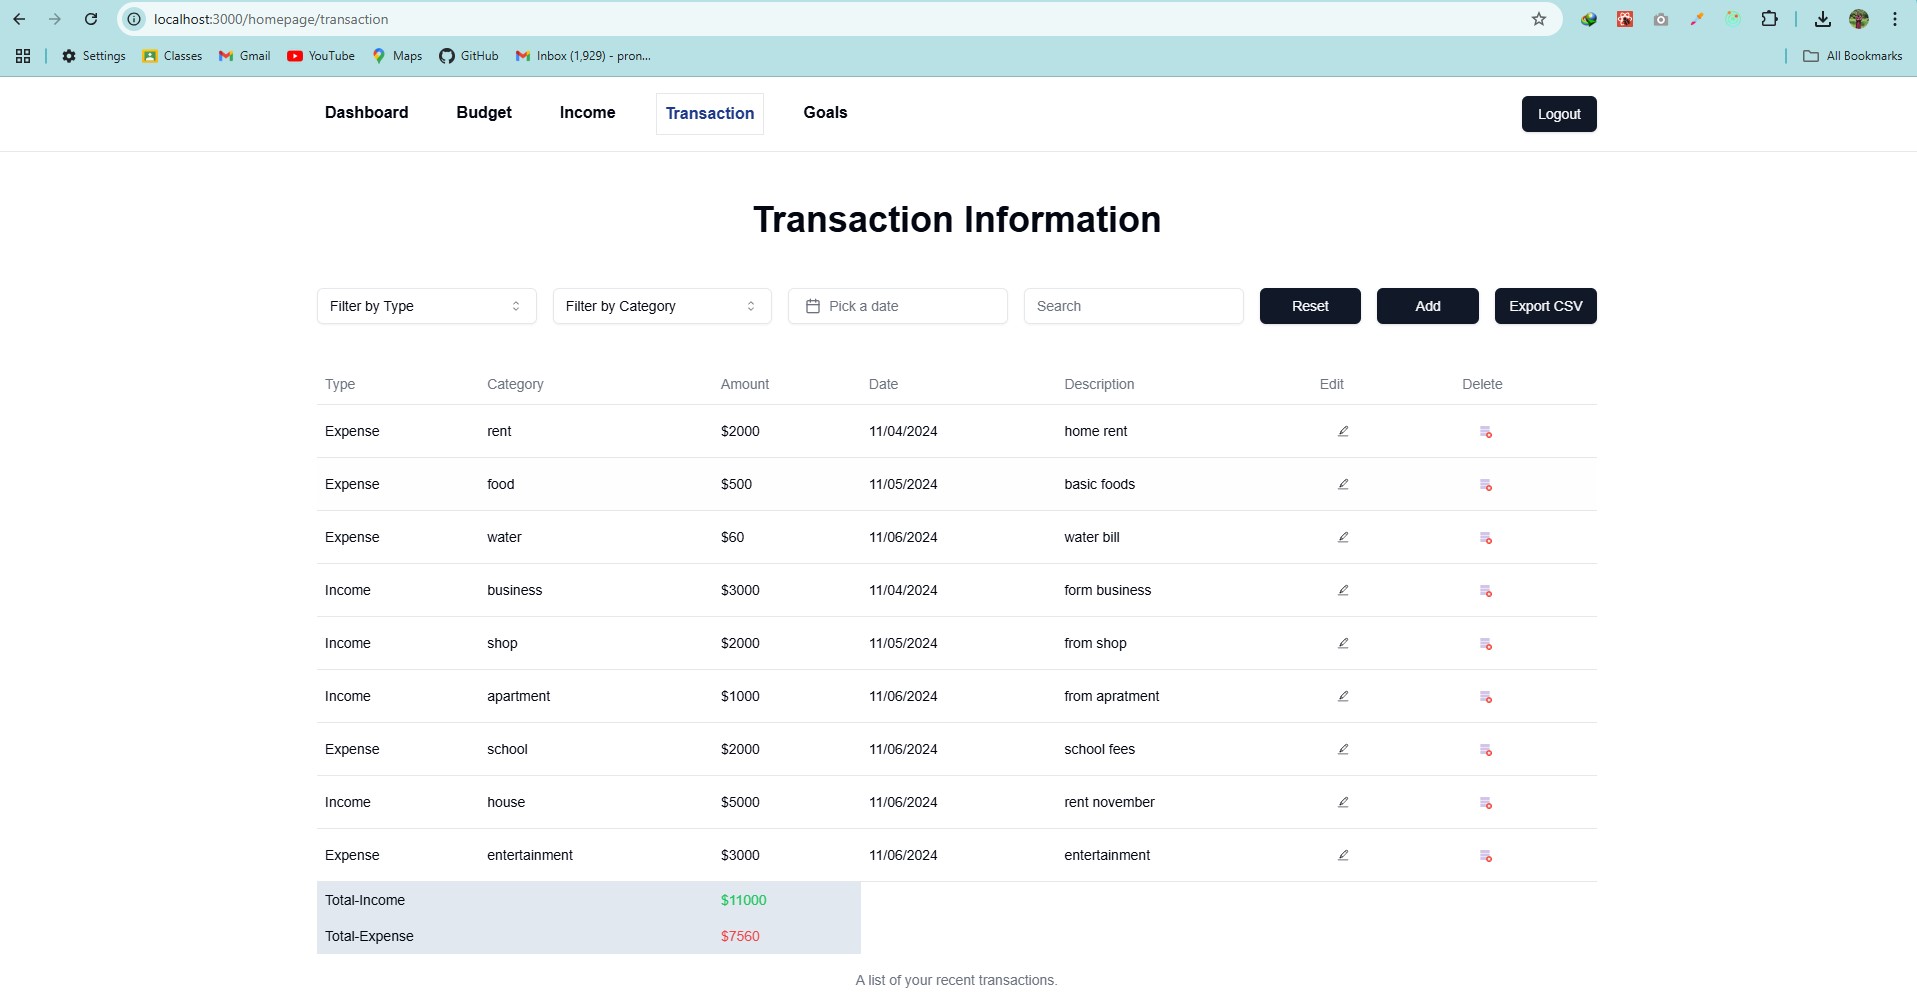 localhost:3000/homepage/transaction
Settings Classes Gmail YouTube Maps GitHub Inbox (1,929) - pron... All Bookmarks
Dashboard Budget Income Transaction Goals Logout
Transaction Information
Filter by Type Filter by Category Pick a date Search Reset Add Export CSV
Type Category Amount Date Description Edit Delete
Expense rent $2000 11/04/2024 home rent
Expense food $500 11/05/2024 basic foods
Expense water $60 11/06/2024 water bill
Income business $3000 11/04/2024 form business
Income shop $2000 11/05/2024 from shop
Income apartment $1000 11/06/2024 from apratment
Expense school $2000 11/06/2024 school fees
Income house $5000 11/06/2024 rent november
Expense entertainment $3000 11/06/2024 entertainment
Total-Income $11000
Total-Expense $7560
A list of your recent transactions.